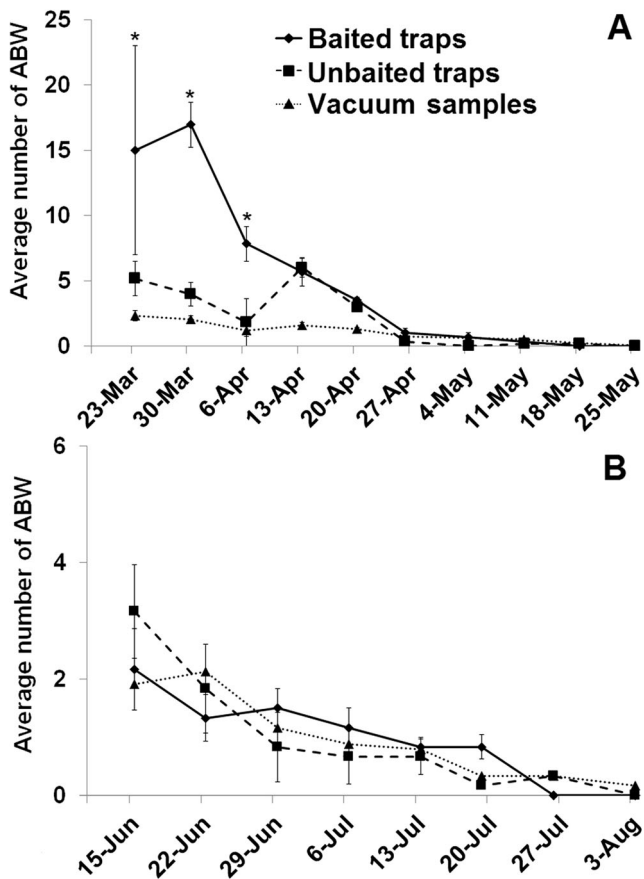 A
Average number of ABW
25
20
15
10
5
0
Baited traps
Unbaited traps
Vacuum samples
*
*
*
23-Mar
30-Mar
6-Apr
13-Apr
20-Apr
27-Apr
4-May
11-May
18-May
25-May
B
Average number of ABW
6
4
2
0
15-Jun
22-Jun
29-Jun
6-Jul
13-Jul
20-Jul
27-Jul
3-Aug